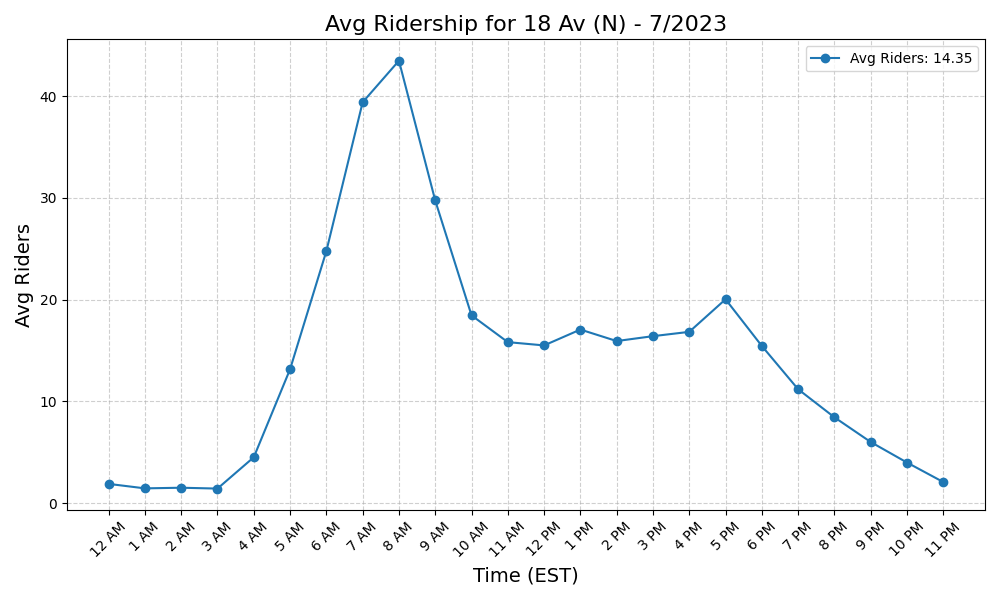 Avg Ridership for 18 Av (N) - 7/2023
Avg Riders: 14.35
Avg Riders
40
30
20
10
0
12 AM
1 AM
2 AM
3 AM
4 AM
5 AM
6 AM
7 AM
8 AM
9 AM
10 AM
11 AM
12 PM
1 PM
2 PM
3 PM
4 PM
5 PM
6 PM
7 PM
8 PM
9 PM
10 PM
11 PM
Time (EST)